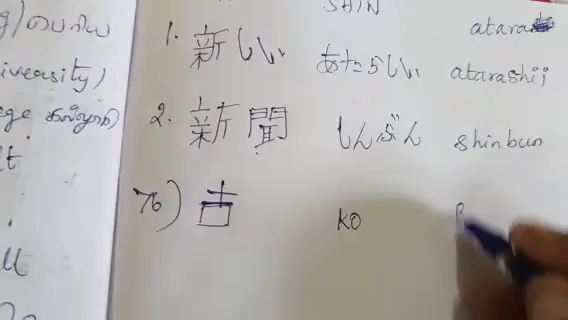 SHIN
1. 新しい あたらしい atarashii
2. 新聞 しんぶん shinbun
76) 古 KO
பெரிய
iversity)